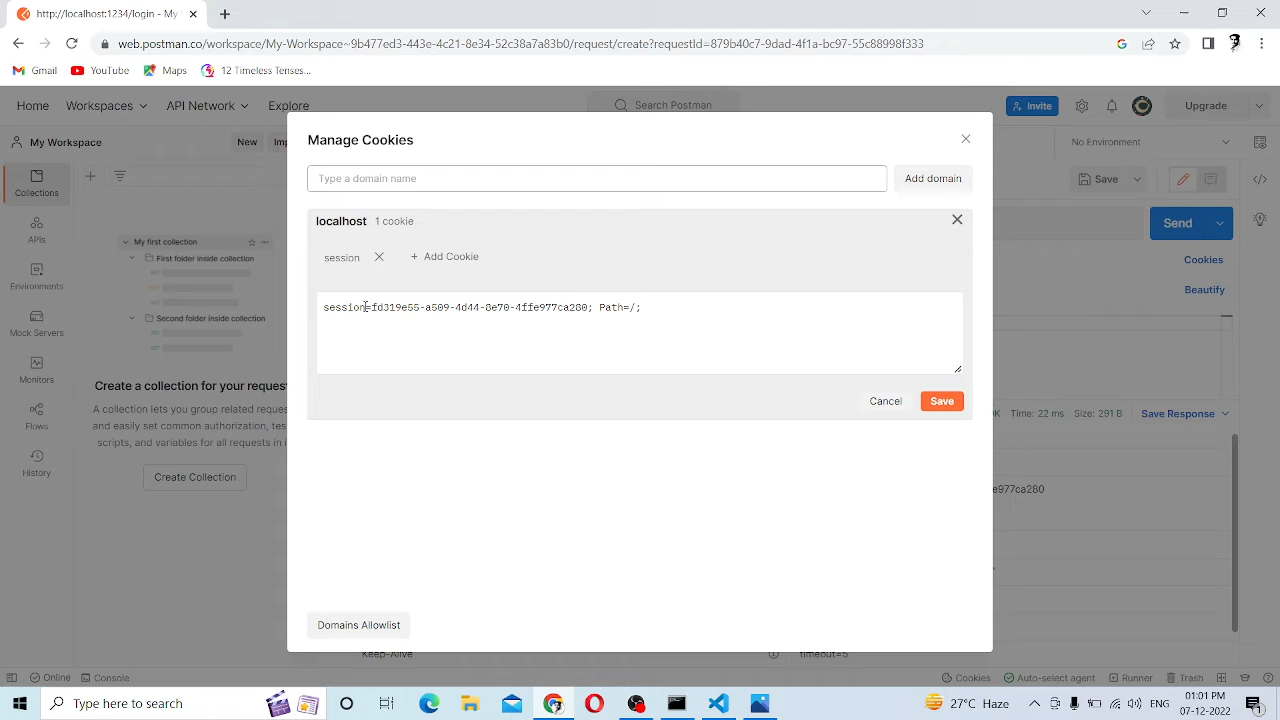 http://localhost:1234/login - My
web.postman.co/workspace/My-Workspace~9b477ed3-443e-4c21-8e34-52c38a7a83b0/request/create?requestId=879b40c7-9dad-4f1a-bc97-55c88998f333
Gmail
YouTube
Maps
12 Timeless Tenses...
Home
Workspaces
API Network
Explore
Search Postman
Invite
Upgrade
My Workspace
New
Imp
No Environment
Collections
APIs
Environments
Mock Servers
Monitors
Flows
History
My first collection
First folder inside collection
Second folder inside collection
Create a collection for your request
A collection lets you group related reques
and easily set common authorization, tes
scripts, and variables for all requests in i
Create Collection
Manage Cookies
Type a domain name
Add domain
localhost 1 cookie
session
+ Add Cookie
session=fd319e55-a509-4d44-8e70-4ffe977ca280; Path=/;
Cancel
Save
Domains Allowlist
Save
Send
Cookies
Beautify
Time: 22 ms
Size: 291 B
Save Response
e977ca280
Keep-Alive
timeout=5
Online
Console
Cookies
Auto-select agent
Runner
Trash
Type here to search
27°C Haze
ENG
01:01 PM
07-12-2022